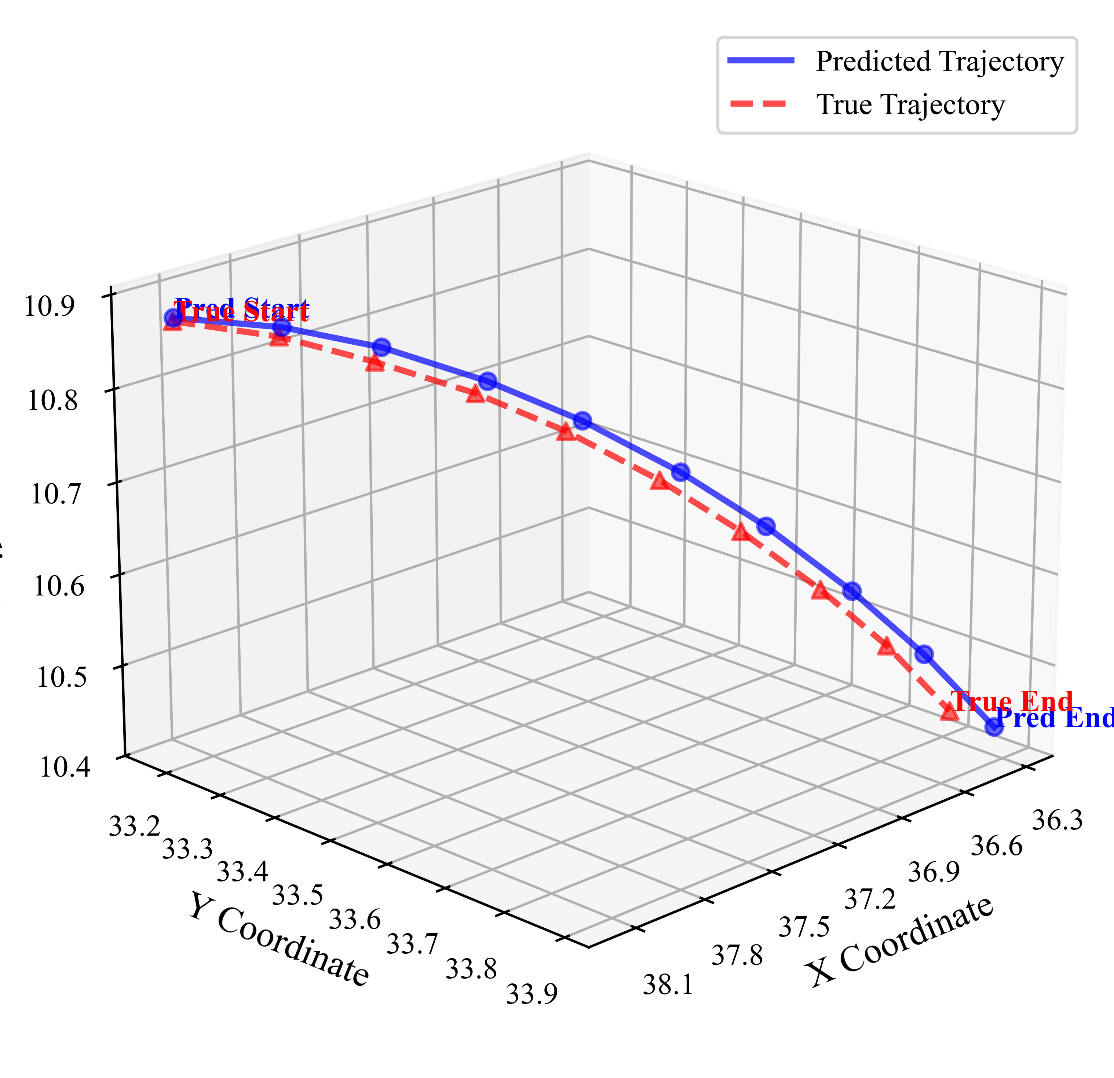 Predicted Trajectory
True Trajectory
10.9
10.8
10.7
10.6
10.5
10.4
Pred Start
True Start
True End
Pred End
33.2
33.3
33.4
33.5
33.6
33.7
33.8
33.9
Y Coordinate
38.1
37.8
37.5
37.2
36.9
36.6
36.3
X Coordinate